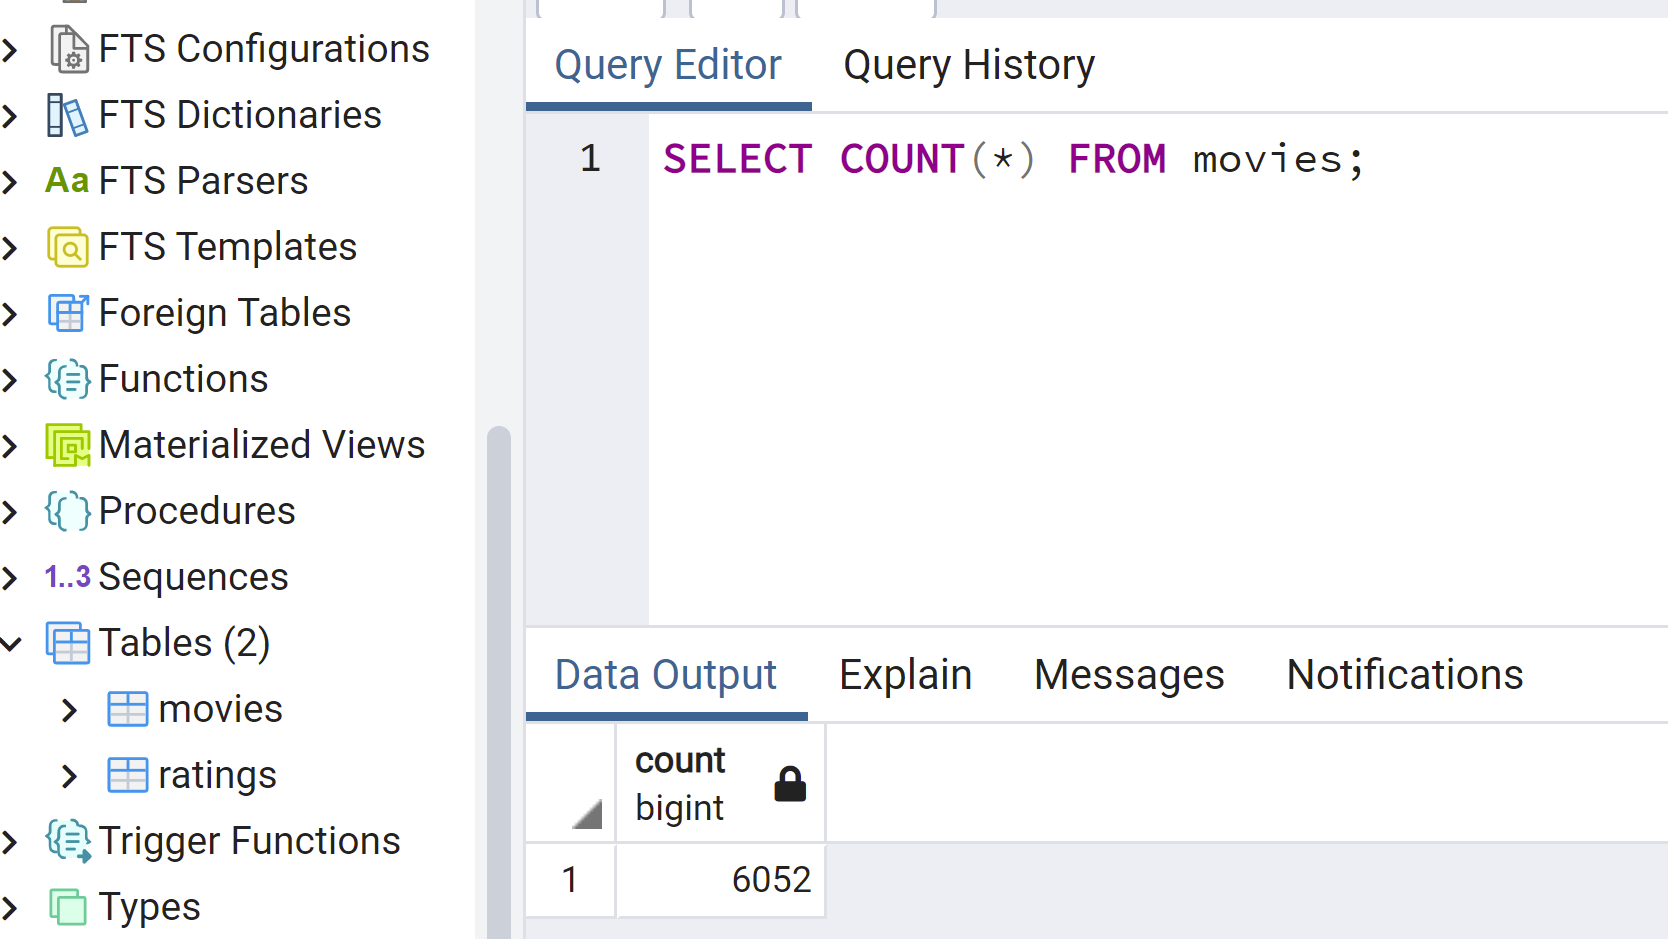 FTS Configurations
FTS Dictionaries
Aa FTS Parsers
FTS Templates
Foreign Tables
Functions
Materialized Views
Procedures
1..3 Sequences
Tables (2)
movies
ratings
Trigger Functions
Types
Query Editor Query History
1 SELECT COUNT(*) FROM movies;
Data Output Explain Messages Notifications
count
bigint
1 6052